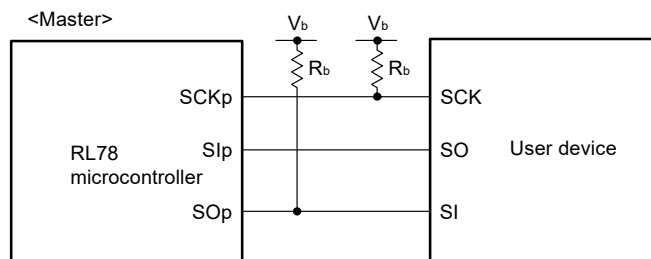 <Master>
Vb
Vb
Rb
Rb
SCKp
SCK
RL78
microcontroller
SIp
SO
User device
SOp
SI